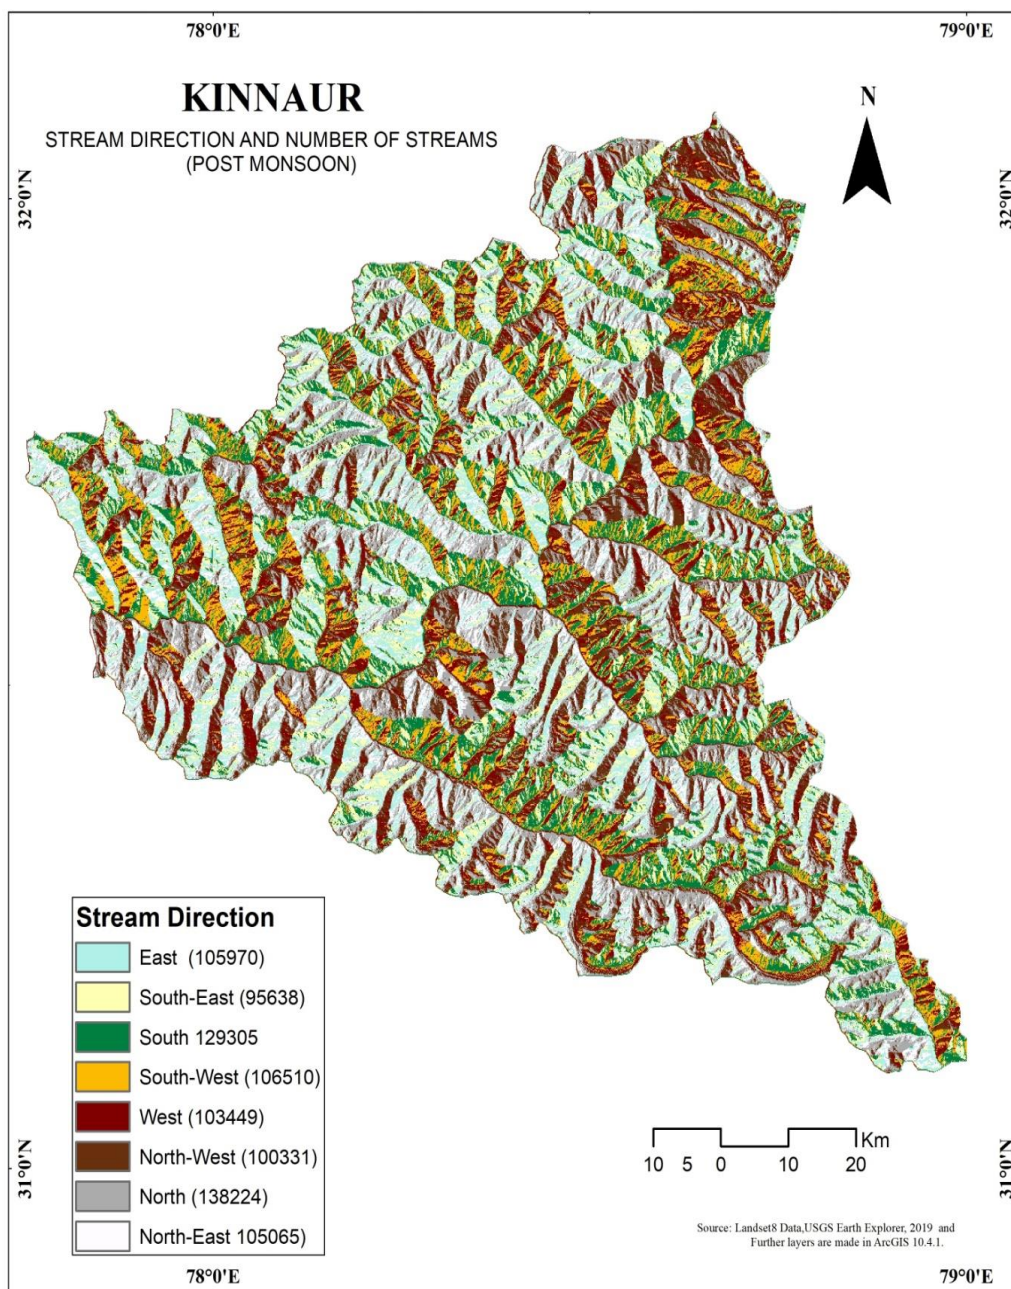 78°0'E 79°0'E
KINNAUR
N
STREAM DIRECTION AND NUMBER OF STREAMS
(POST MONSOON)
32°0'N 32°0'N
Stream Direction
East (105970)
South-East (95638)
South 129305
South-West (106510)
West (103449)
North-West (100331)
North (138224)
North-East 105065)
Km
10 5 0 10 20
31°0'N 31°0'N
Source: Landset8 Data,USGS Earth Explorer, 2019 and
Further layers are made in ArcGIS 10.4.1.
78°0'E 79°0'E